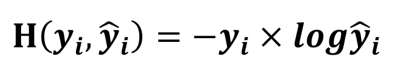 H(yᵢ, ŷᵢ) = −yᵢ × logŷᵢ